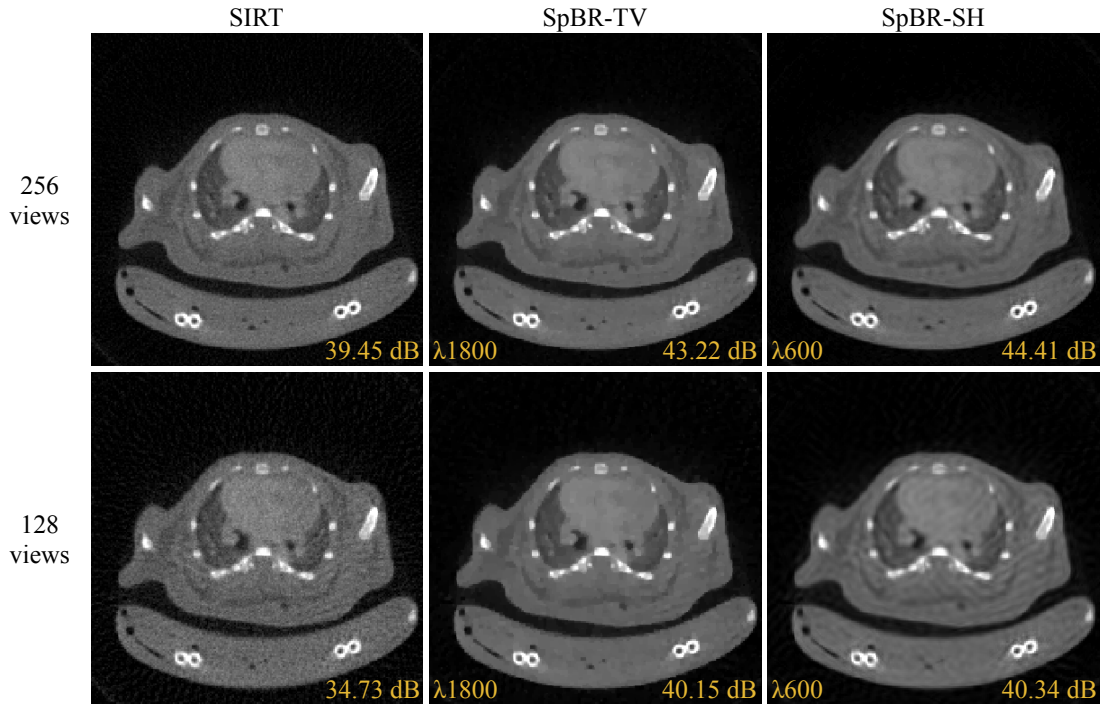 SIRT
SpBR-TV
SpBR-SH
256
views
39.45 dB
λ1800
43.22 dB
λ600
44.41 dB
128
views
34.73 dB
λ1800
40.15 dB
λ600
40.34 dB